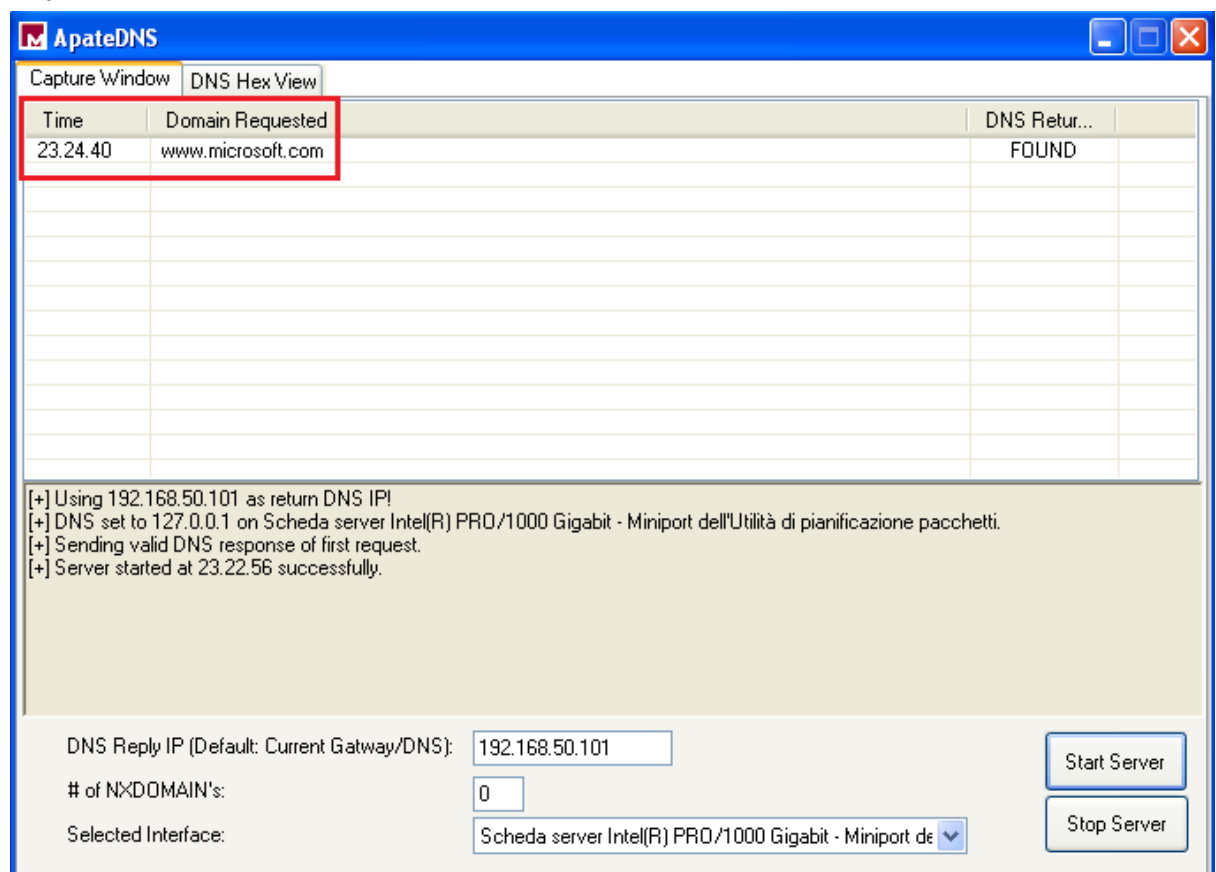 ApateDNS
Capture Window DNS Hex View
Time Domain Requested DNS Retur...
23.24.40 www.microsoft.com FOUND
[+] Using 192.168.50.101 as return DNS IP!
[+] DNS set to 127.0.0.1 on Scheda server Intel(R) PRO/1000 Gigabit - Miniport dell'Utilità di pianificazione pacchetti.
[+] Sending valid DNS response of first request.
[+] Server started at 23.22.56 successfully.
DNS Reply IP (Default: Current Gatway/DNS): 192.168.50.101
Start Server
# of NXDOMAIN's: 0
Stop Server
Selected Interface: Scheda server Intel(R) PRO/1000 Gigabit - Miniport de